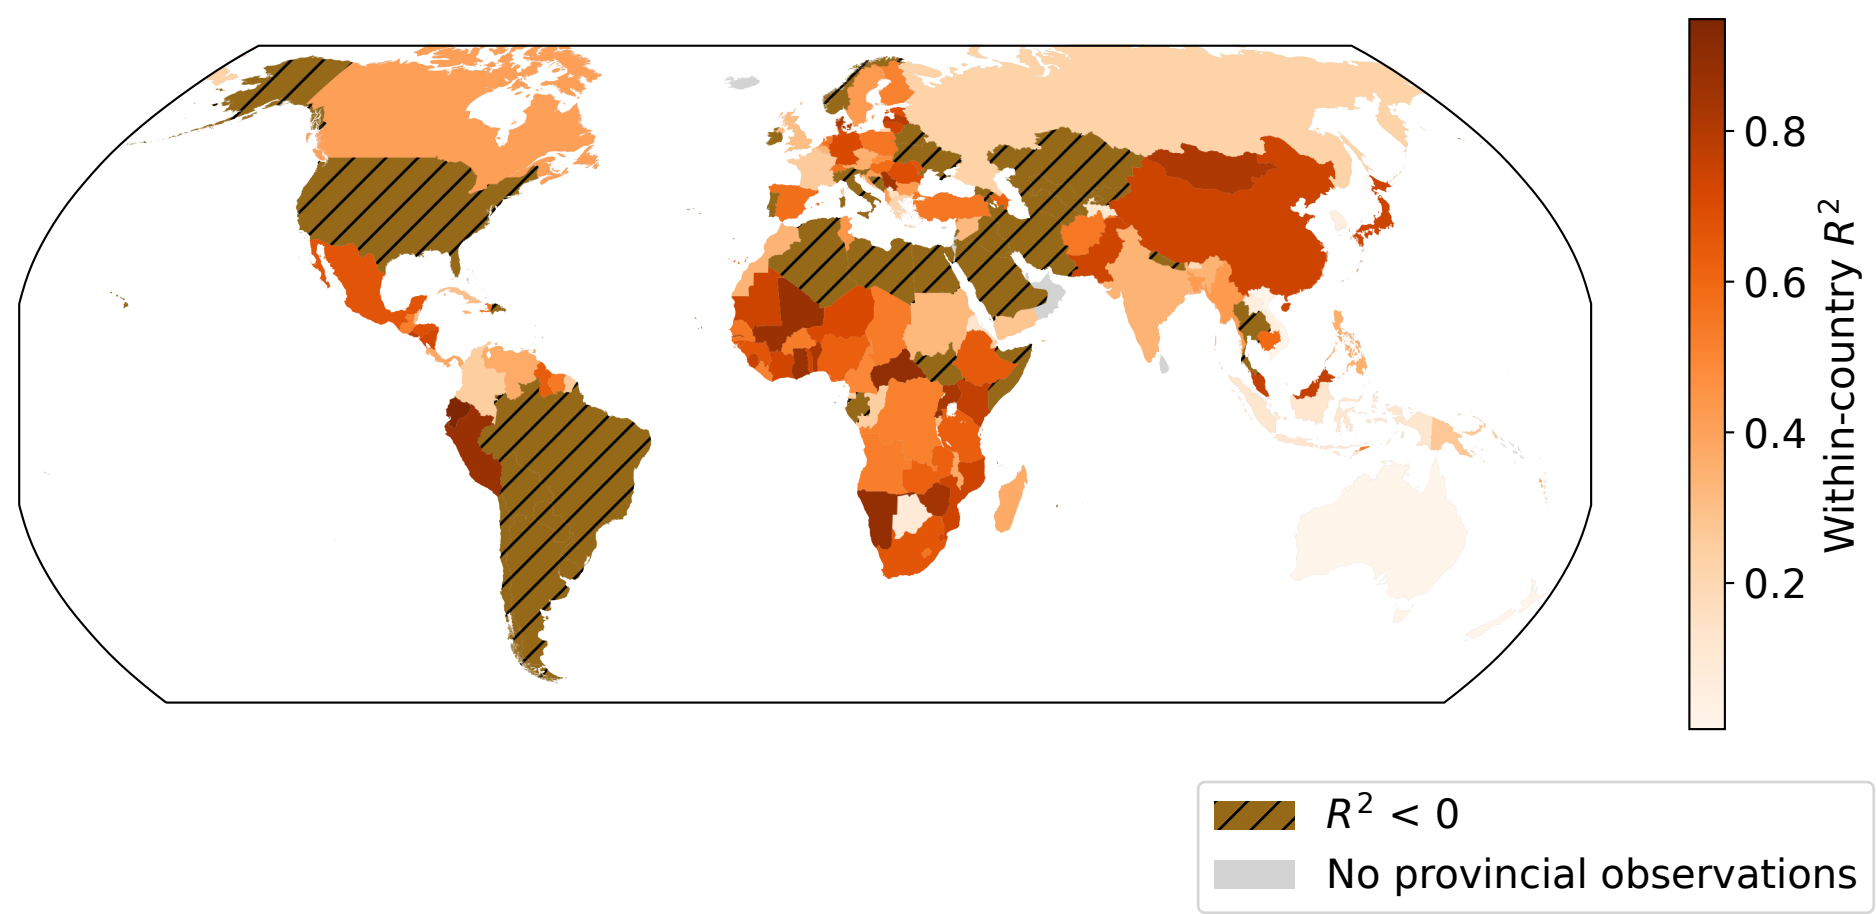 0.8
0.6
0.4
0.2
Within-country R²
R² < 0
No provincial observations